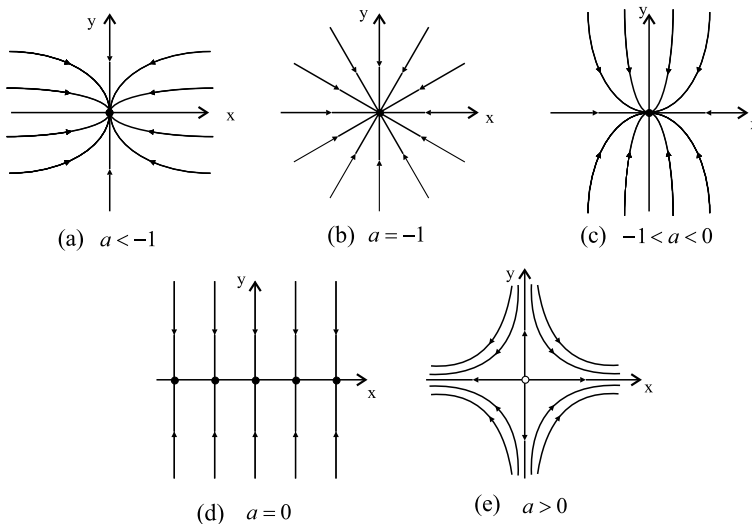 y
x
(a) a < −1
y
x
(b) a = −1
y
x
(c) −1 < a < 0
y
x
(d) a = 0
y
x
(e) a > 0